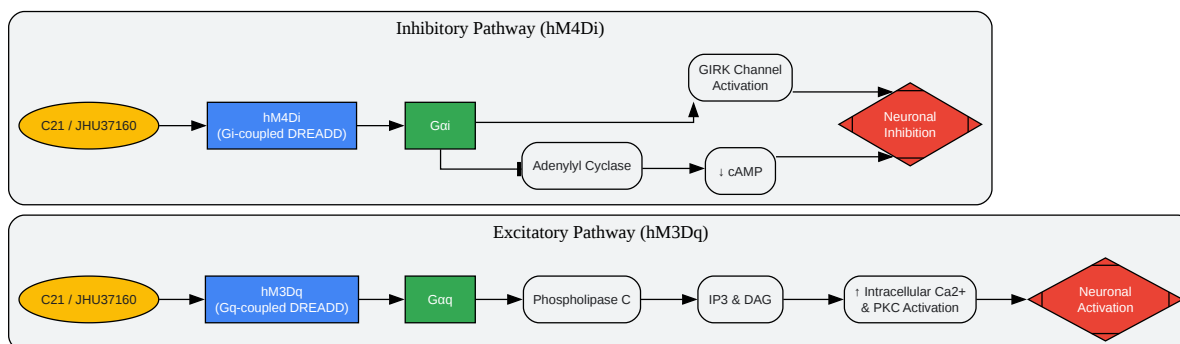 Inhibitory Pathway (hM4Di)
GIRK Channel
Activation
C21 / JHU37160
hM4Di
(Gi-coupled DREADD)
Gαi
Neuronal
Inhibition
Adenylyl Cyclase
↓ cAMP
Excitatory Pathway (hM3Dq)
C21 / JHU37160
hM3Dq
(Gq-coupled DREADD)
Gαq
Phospholipase C
IP3 & DAG
↑ Intracellular Ca2+
& PKC Activation
Neuronal
Activation